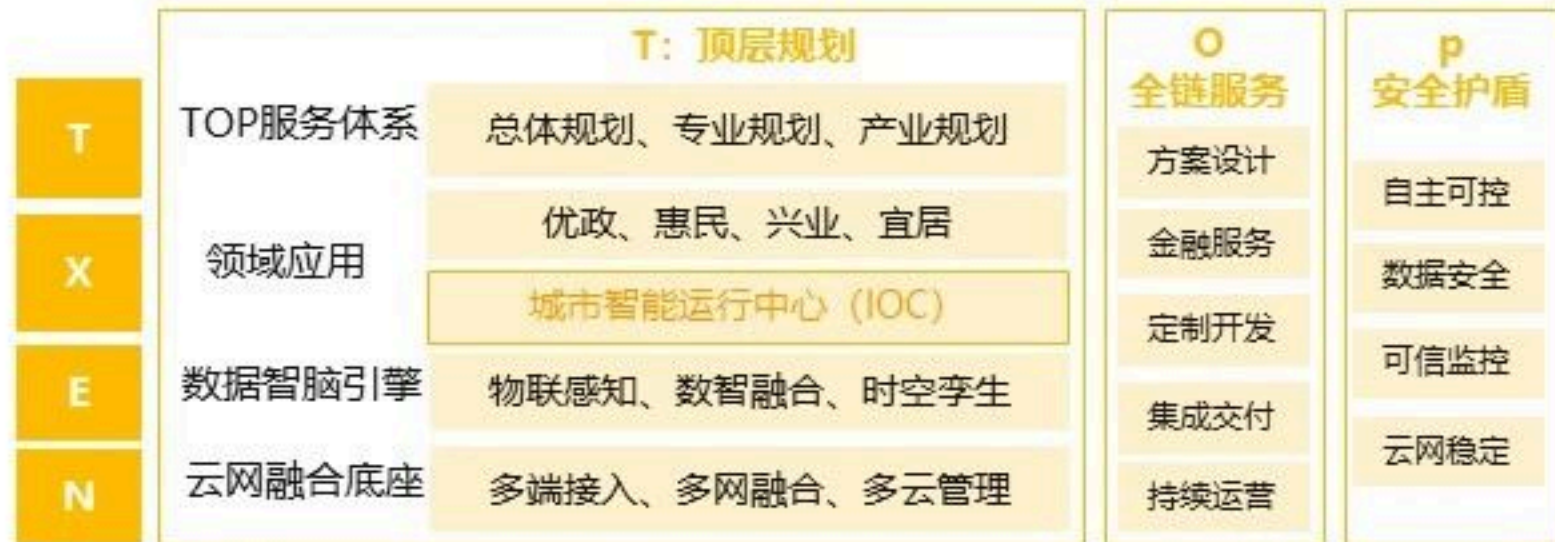 T：顶层规划
T
TOP服务体系
总体规划、专业规划、产业规划
X
领域应用
优政、惠民、兴业、宜居
城市智能运行中心（IOC）
E
数据智脑引擎
物联感知、数智融合、时空孪生
N
云网融合底座
多端接入、多网融合、多云管理
O
全链服务
方案设计
金融服务
定制开发
集成交付
持续运营
p
安全护盾
自主可控
数据安全
可信监控
云网稳定